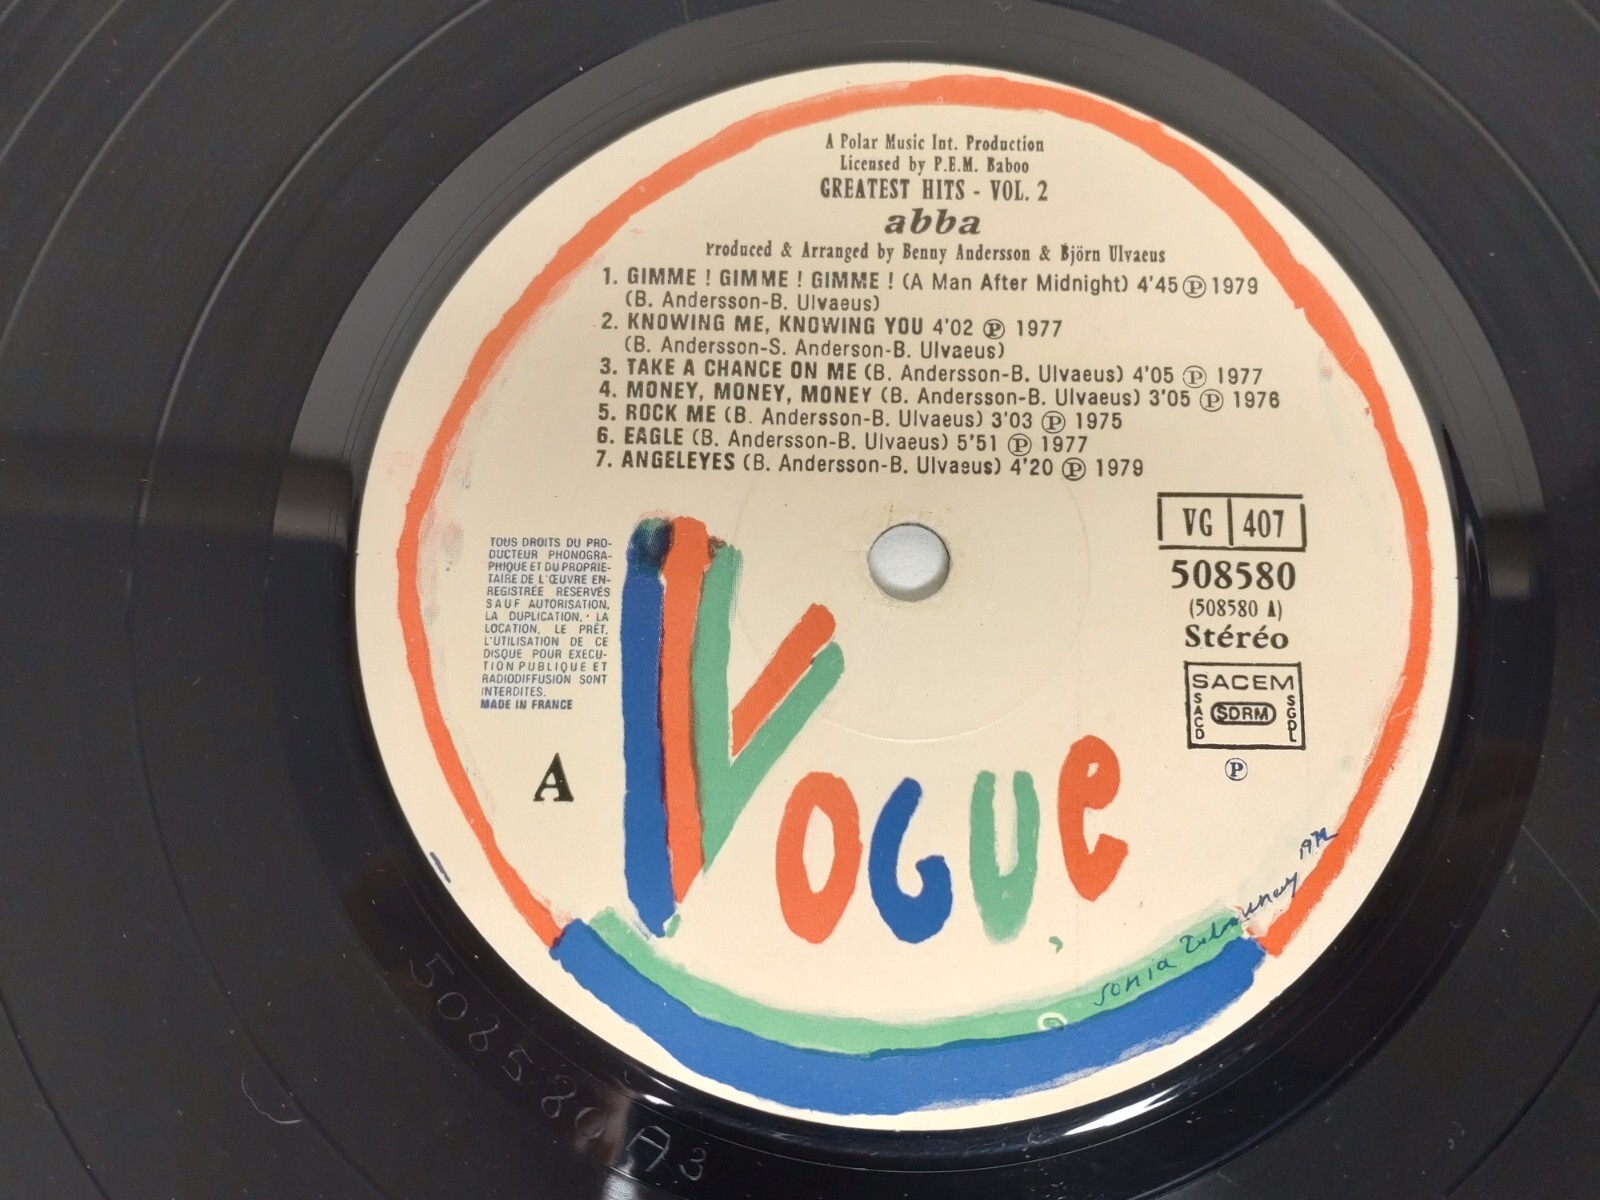 A Polar Music Int. Production
Licensed by P.E.M. Baboo
GREATEST HITS - VOL. 2
abba
Produced & Arranged by Benny Andersson & Björn Ulvaeus
1. GIMME ! GIMME ! GIMME ! (A Man After Midnight) 4'45 Ⓟ 1979
(B. Andersson-B. Ulvaeus)
2. KNOWING ME, KNOWING YOU 4'02 Ⓟ 1977
(B. Andersson-S. Anderson-B. Ulvaeus)
3. TAKE A CHANCE ON ME (B. Andersson-B. Ulvaeus) 4'05 Ⓟ 1977
4. MONEY, MONEY, MONEY (B. Andersson-B. Ulvaeus) 3'05 Ⓟ 1976
5. ROCK ME (B. Andersson-B. Ulvaeus) 3'03 Ⓟ 1975
6. EAGLE (B. Andersson-B. Ulvaeus) 5'51 Ⓟ 1977
7. ANGELEYES (B. Andersson-B. Ulvaeus) 4'20 Ⓟ 1979
TOUS DROITS DU PRO-
DUCTEUR PHONOGRA-
PHIQUE ET DU PROPRIE-
TAIRE DE L'ŒUVRE EN-
REGISTRÉE RÉSERVÉS
SAUF AUTORISATION,
LA DUPLICATION, LA
LOCATION, LE PRÊT,
L'UTILISATION DE CE
DISQUE POUR EXECU-
TION PUBLIQUE ET
RADIODIFFUSION SONT
INTERDITES.
MADE IN FRANCE
VG 407
508580
(508580 A)
Stéréo
SACEM
SACD
SDRM
SGDL
Ⓟ
A
VOGUE
sonia Delaunay 1972
508580 A3